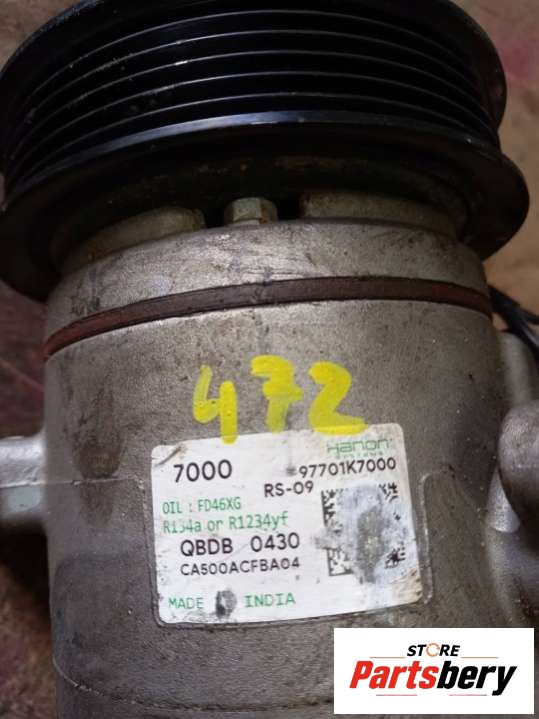 472
Hanon
SYSTEMS
7000 97701K7000
RS-09
OIL : FD46XG
R134a or R1234yf
QBDB 0430
CA500ACFBA04
MADE INDIA
STORE
Partsbery